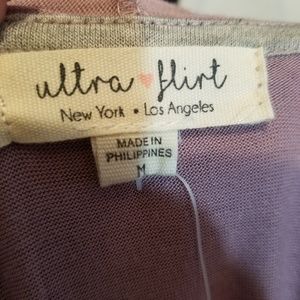 ultra flirt
New York • Los Angeles
MADE IN
PHILIPPINES
M